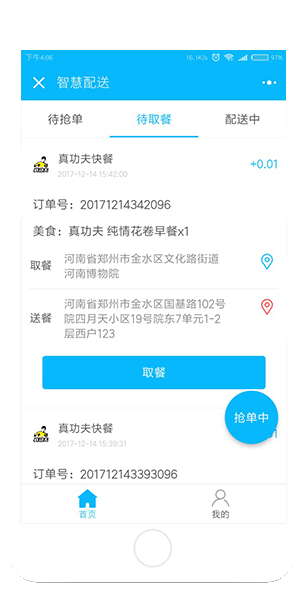 下午4:06 16.1K/s 97%
智慧配送
待抢单 待取餐 配送中
真功夫快餐 +0.01
2017-12-14 15:42:00
订单号：20171214342096
美食：真功夫 纯情花卷早餐x1
取餐 河南省郑州市金水区文化路街道
河南博物院
送餐 河南省郑州市金水区国基路102号
院四月天小区19号院东7单元1-2
层西户123
取餐
抢单中
真功夫快餐
2017-12-14 15:39:31
订单号：201712143393096
首页 我的